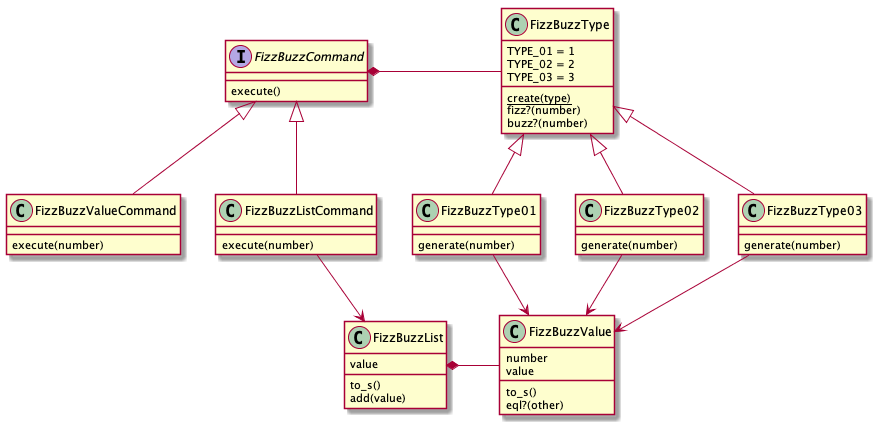 C FizzBuzzType
TYPE_01 = 1
TYPE_02 = 2
TYPE_03 = 3
create(type)
fizz?(number)
buzz?(number)
I FizzBuzzCommand
execute()
C FizzBuzzValueCommand
execute(number)
C FizzBuzzListCommand
execute(number)
C FizzBuzzType01
generate(number)
C FizzBuzzType02
generate(number)
C FizzBuzzType03
generate(number)
C FizzBuzzList
value
to_s()
add(value)
C FizzBuzzValue
number
value
to_s()
eql?(other)